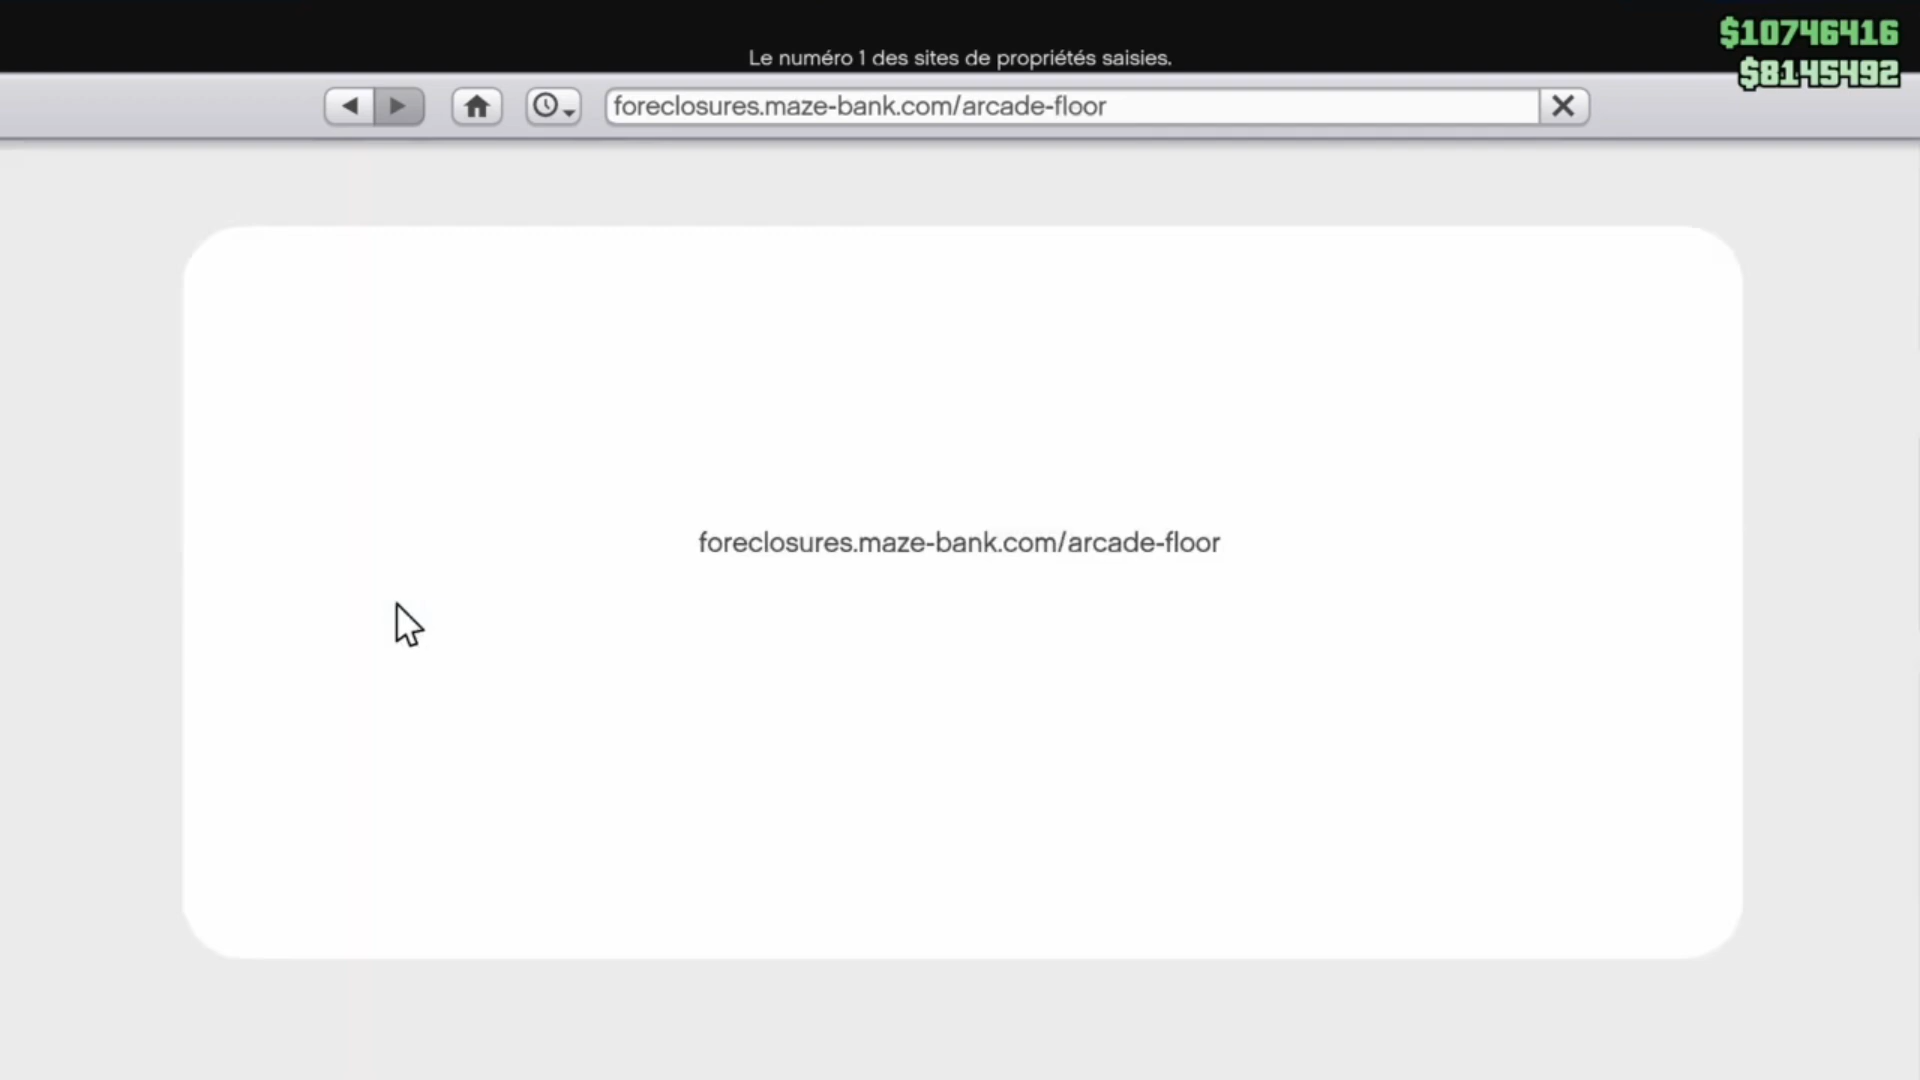 $10746416
Le numéro 1 des sites de propriétés saisies.
$8145492
foreclosures.maze-bank.com/arcade-floor
foreclosures.maze-bank.com/arcade-floor